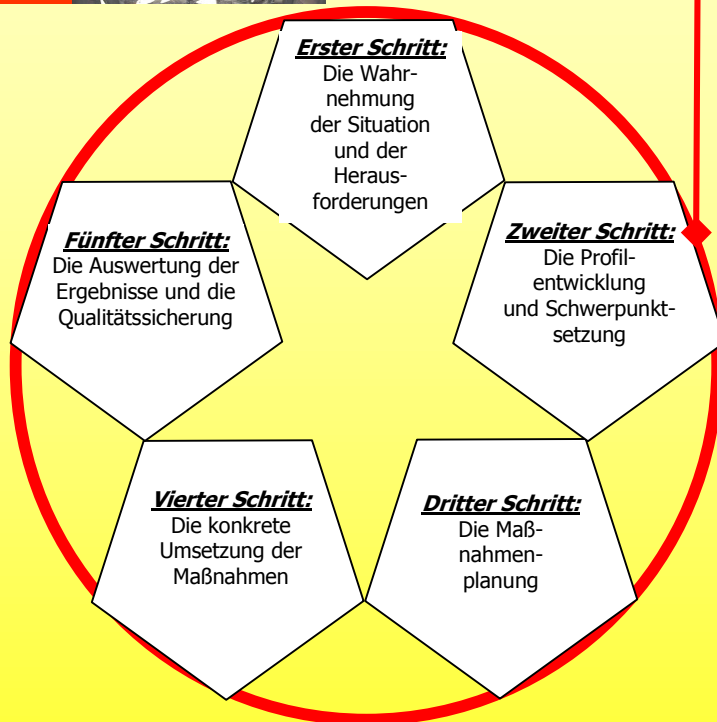 Erster Schritt:
Die Wahr-
nehmung
der Situation
und der
Heraus-
forderungen
Zweiter Schritt:
Die Profil-
entwicklung
und Schwerpunkt-
setzung
Dritter Schritt:
Die Maß-
nahmen-
planung
Vierter Schritt:
Die konkrete
Umsetzung der
Maßnahmen
Fünfter Schritt:
Die Auswertung der
Ergebnisse und die
Qualitätssicherung